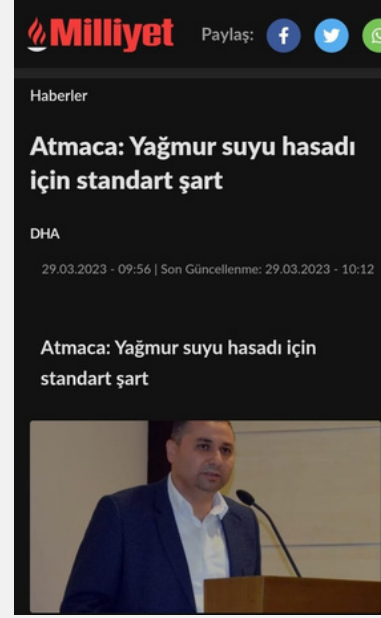 Milliyet Paylaş:
Haberler
Atmaca: Yağmur suyu hasadı
için standart şart
DHA
29.03.2023 - 09:56 | Son Güncellenme: 29.03.2023 - 10:12
Atmaca: Yağmur suyu hasadı için
standart şart